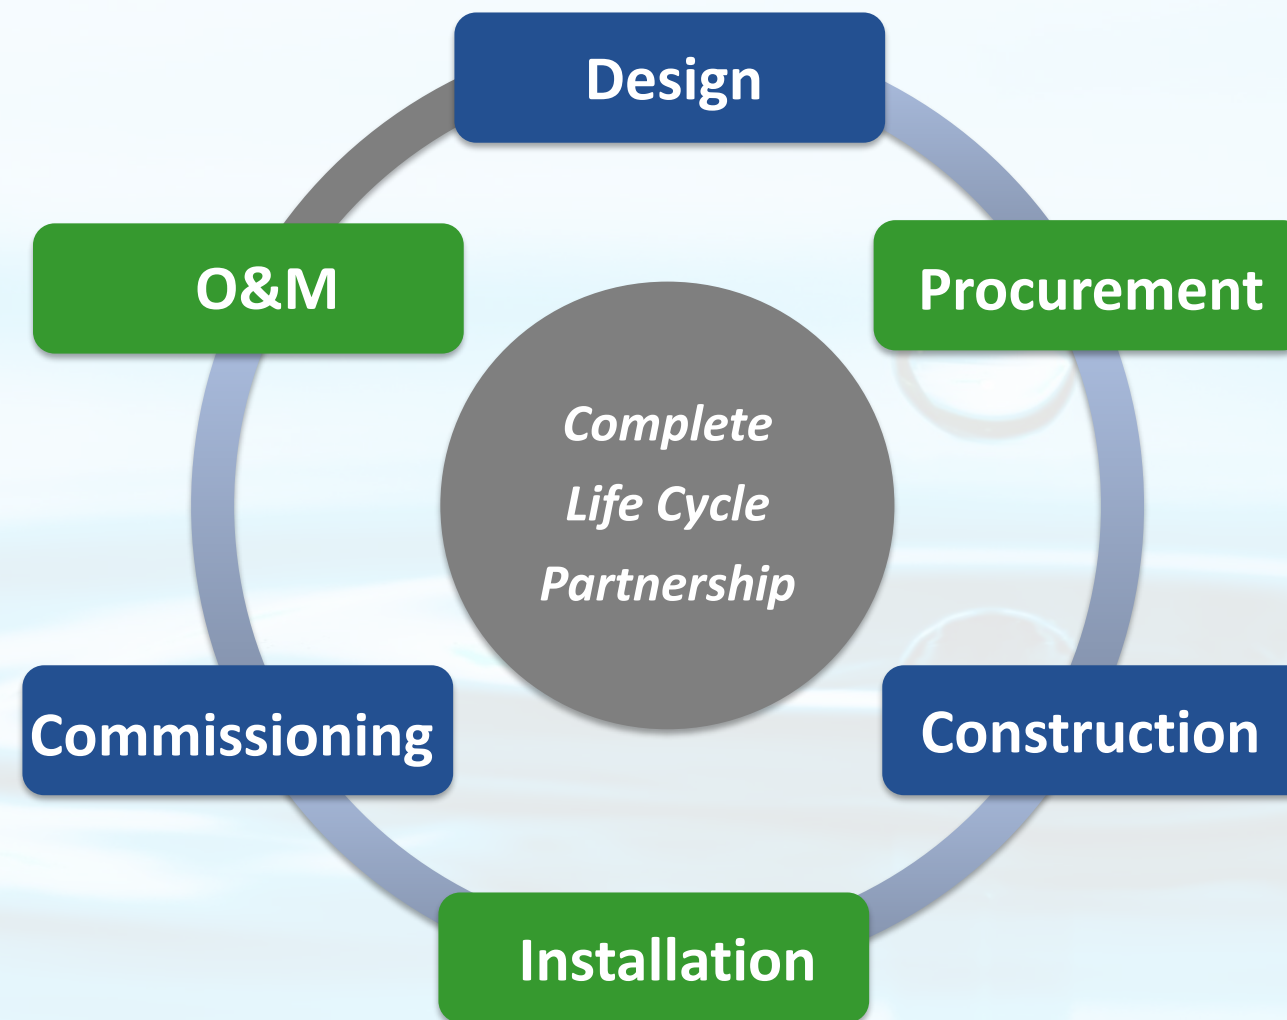 Design
O&M
Procurement
Complete
Life Cycle
Partnership
Commissioning
Construction
Installation